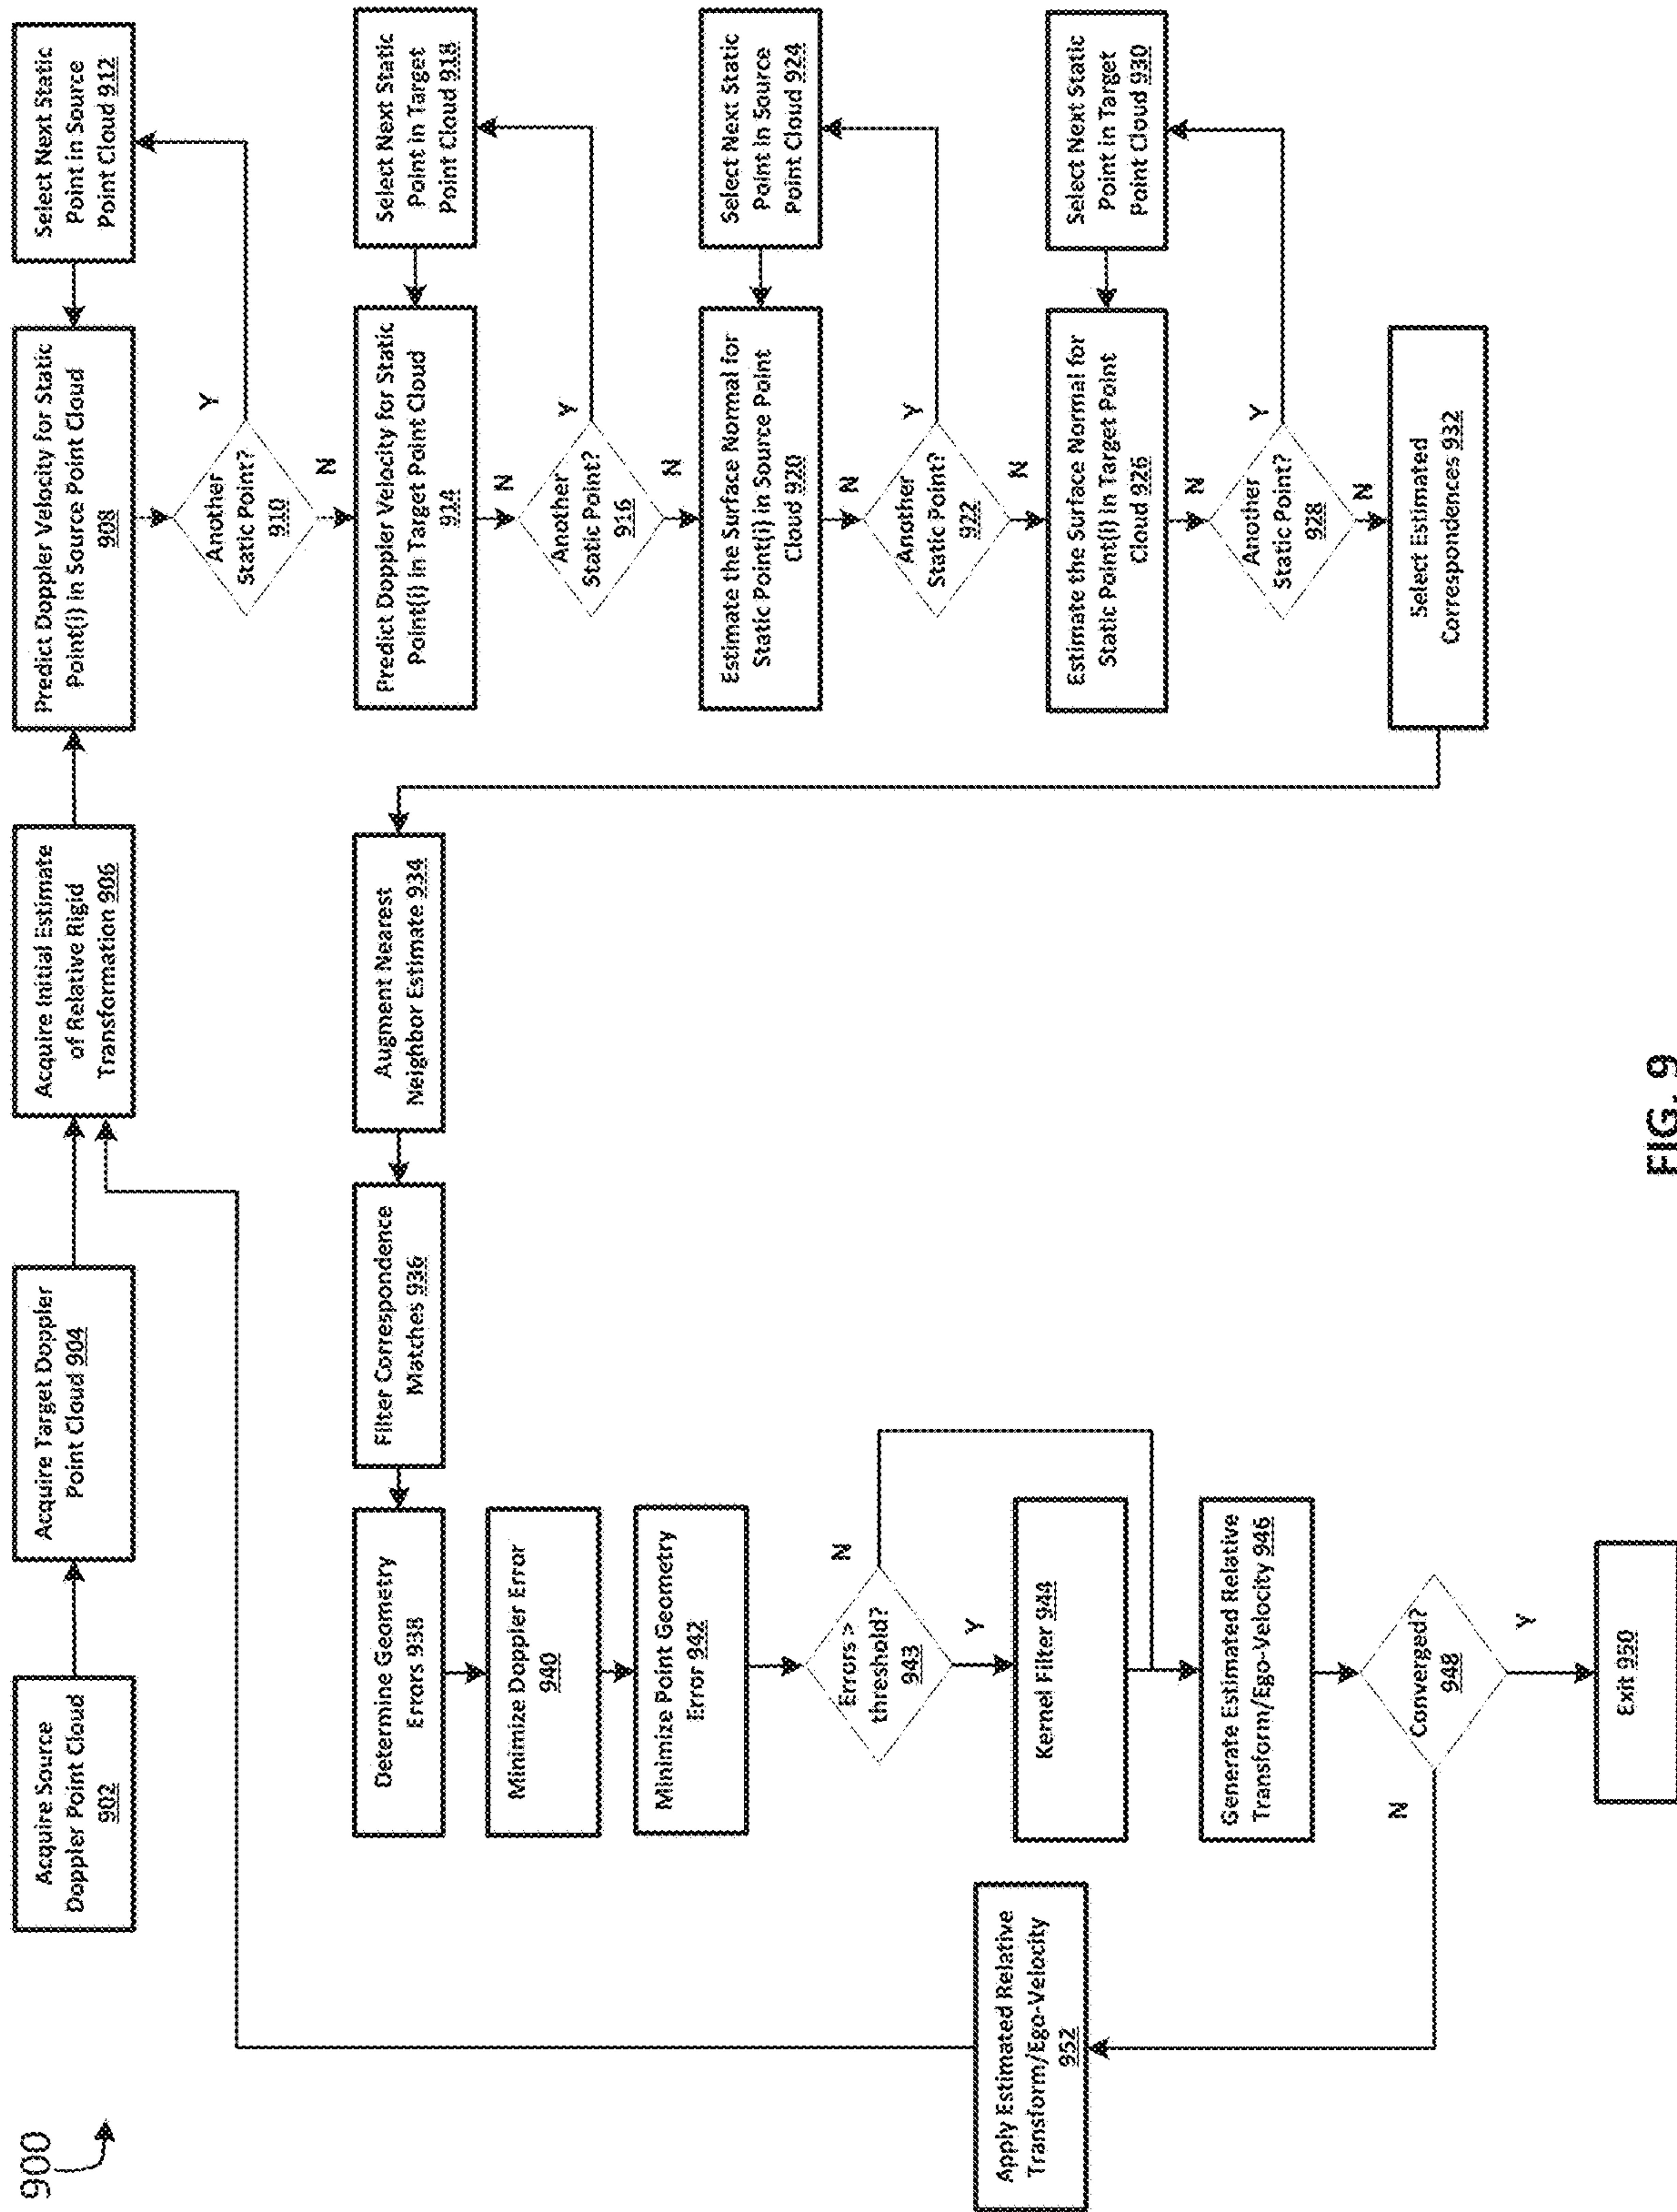 900
Acquire Source
Doppler Point Cloud
902
Acquire Target Doppler
Point Cloud 904
Acquire Initial Estimate
of Relative Rigid
Transformation 906
Predict Doppler Velocity for Static
Point(i) in Source Point Cloud
908
Select Next Static
Point in Source
Point Cloud 912
Another
Static Point?
910
Y
N
Predict Doppler Velocity for Static
Point(i) in Target Point Cloud
914
Select Next Static
Point in Target
Point Cloud 918
N
Another
Static Point?
916
Y
N
Estimate the Surface Normal for
Static Point(i) in Source Point
Cloud 920
Select Next Static
Point in Source
Point Cloud 924
N
Another
Static Point?
922
Y
N
Estimate the Surface Normal for
Static Point(i) in Target Point
Cloud 926
Select Next Static
Point in Target
Point Cloud 930
N
Another
Static Point?
928
Y
N
Select Estimated
Correspondences 932
Augment Nearest
Neighbor Estimate 934
Filter Correspondence
Matches 936
Determine Geometry
Errors 938
Minimize Doppler Error
940
Minimize Point Geometry
Error 942
Errors >
threshold?
943
N
Y
Kernel Filter 944
Generate Estimated Relative
Transform/Ego-Velocity 946
Converged?
948
N
Y
Exit 950
Apply Estimated Relative
Transform/Ego-Velocity
952
FIG. 9